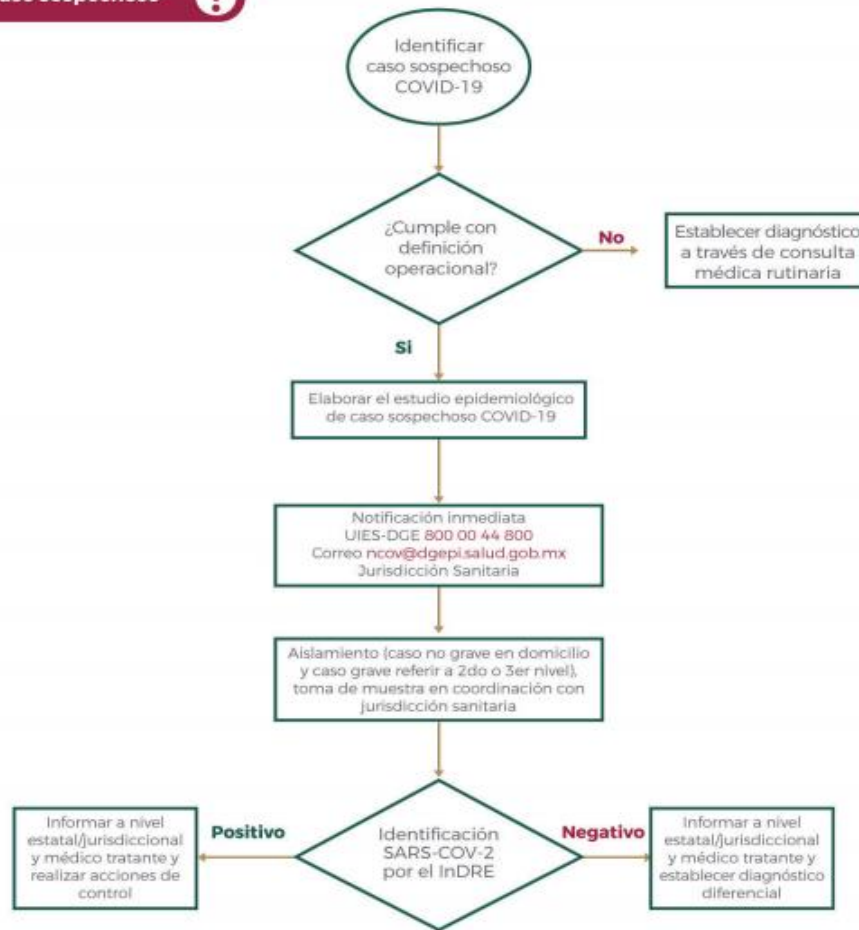 sospechoso
Identificar
caso sospechoso
COVID-19
¿Cumple con
definición
operacional?
No
Establecer diagnóstico
a través de consulta
médica rutinaria
Si
Elaborar el estudio epidemiológico
de caso sospechoso COVID-19
Notificación inmediata
UIES-DGE 800 00 44 800
Correo ncov@dgepi.salud.gob.mx
Jurisdicción Sanitaria
Aislamiento (caso no grave en domicilio
y caso grave referir a 2do o 3er nivel),
toma de muestra en coordinación con
jurisdicción sanitaria
Informar a nivel
estatal/jurisdiccional
y médico tratante y
realizar acciones de
control
Positivo
Identificación
SARS-COV-2
por el InDRE
Negativo
Informar a nivel
estatal/jurisdiccional
y médico tratante y
establecer diagnóstico
diferencial